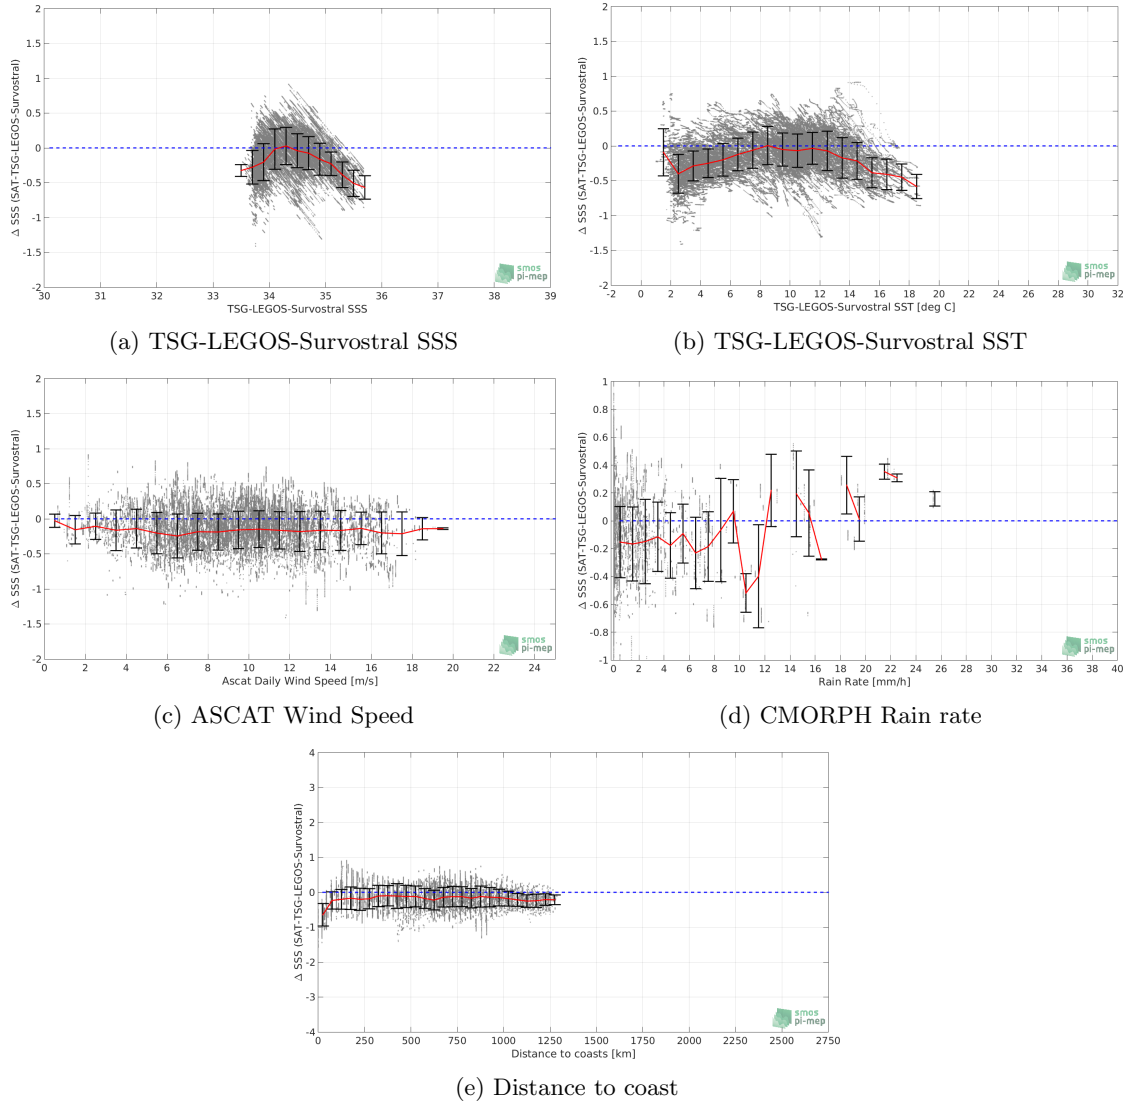 2
1.5
1
0.5
0
-0.5
-1
-1.5
-2
Δ SSS (SAT-TSG-LEGOS-Survostral)
30 31 32 33 34 35 36 37 38 39
TSG-LEGOS-Survostral SSS
smos
pi-mep
(a) TSG-LEGOS-Survostral SSS
2
1.5
1
0.5
0
-0.5
-1
-1.5
-2
Δ SSS (SAT-TSG-LEGOS-Survostral)
-2 0 2 4 6 8 10 12 14 16 18 20 22 24 26 28 30 32
TSG-LEGOS-Survostral SST [deg C]
smos
pi-mep
(b) TSG-LEGOS-Survostral SST
2
1.5
1
0.5
0
-0.5
-1
-1.5
-2
Δ SSS (SAT-TSG-LEGOS-Survostral)
0 2 4 6 8 10 12 14 16 18 20 22 24
Ascat Daily Wind Speed [m/s]
smos
pi-mep
(c) ASCAT Wind Speed
1
0.8
0.6
0.4
0.2
0
-0.2
-0.4
-0.6
-0.8
-1
Δ SSS (SAT-TSG-LEGOS-Survostral)
0 2 4 6 8 10 12 14 16 18 20 22 24 26 28 30 32 34 36 38 40
Rain Rate [mm/h]
smos
pi-mep
(d) CMORPH Rain rate
4
3
2
1
0
-1
-2
-3
-4
Δ SSS (SAT-TSG-LEGOS-Survostral)
0 250 500 750 1000 1250 1500 1750 2000 2250 2500 2750
Distance to coasts [km]
smos
pi-mep
(e) Distance to coast